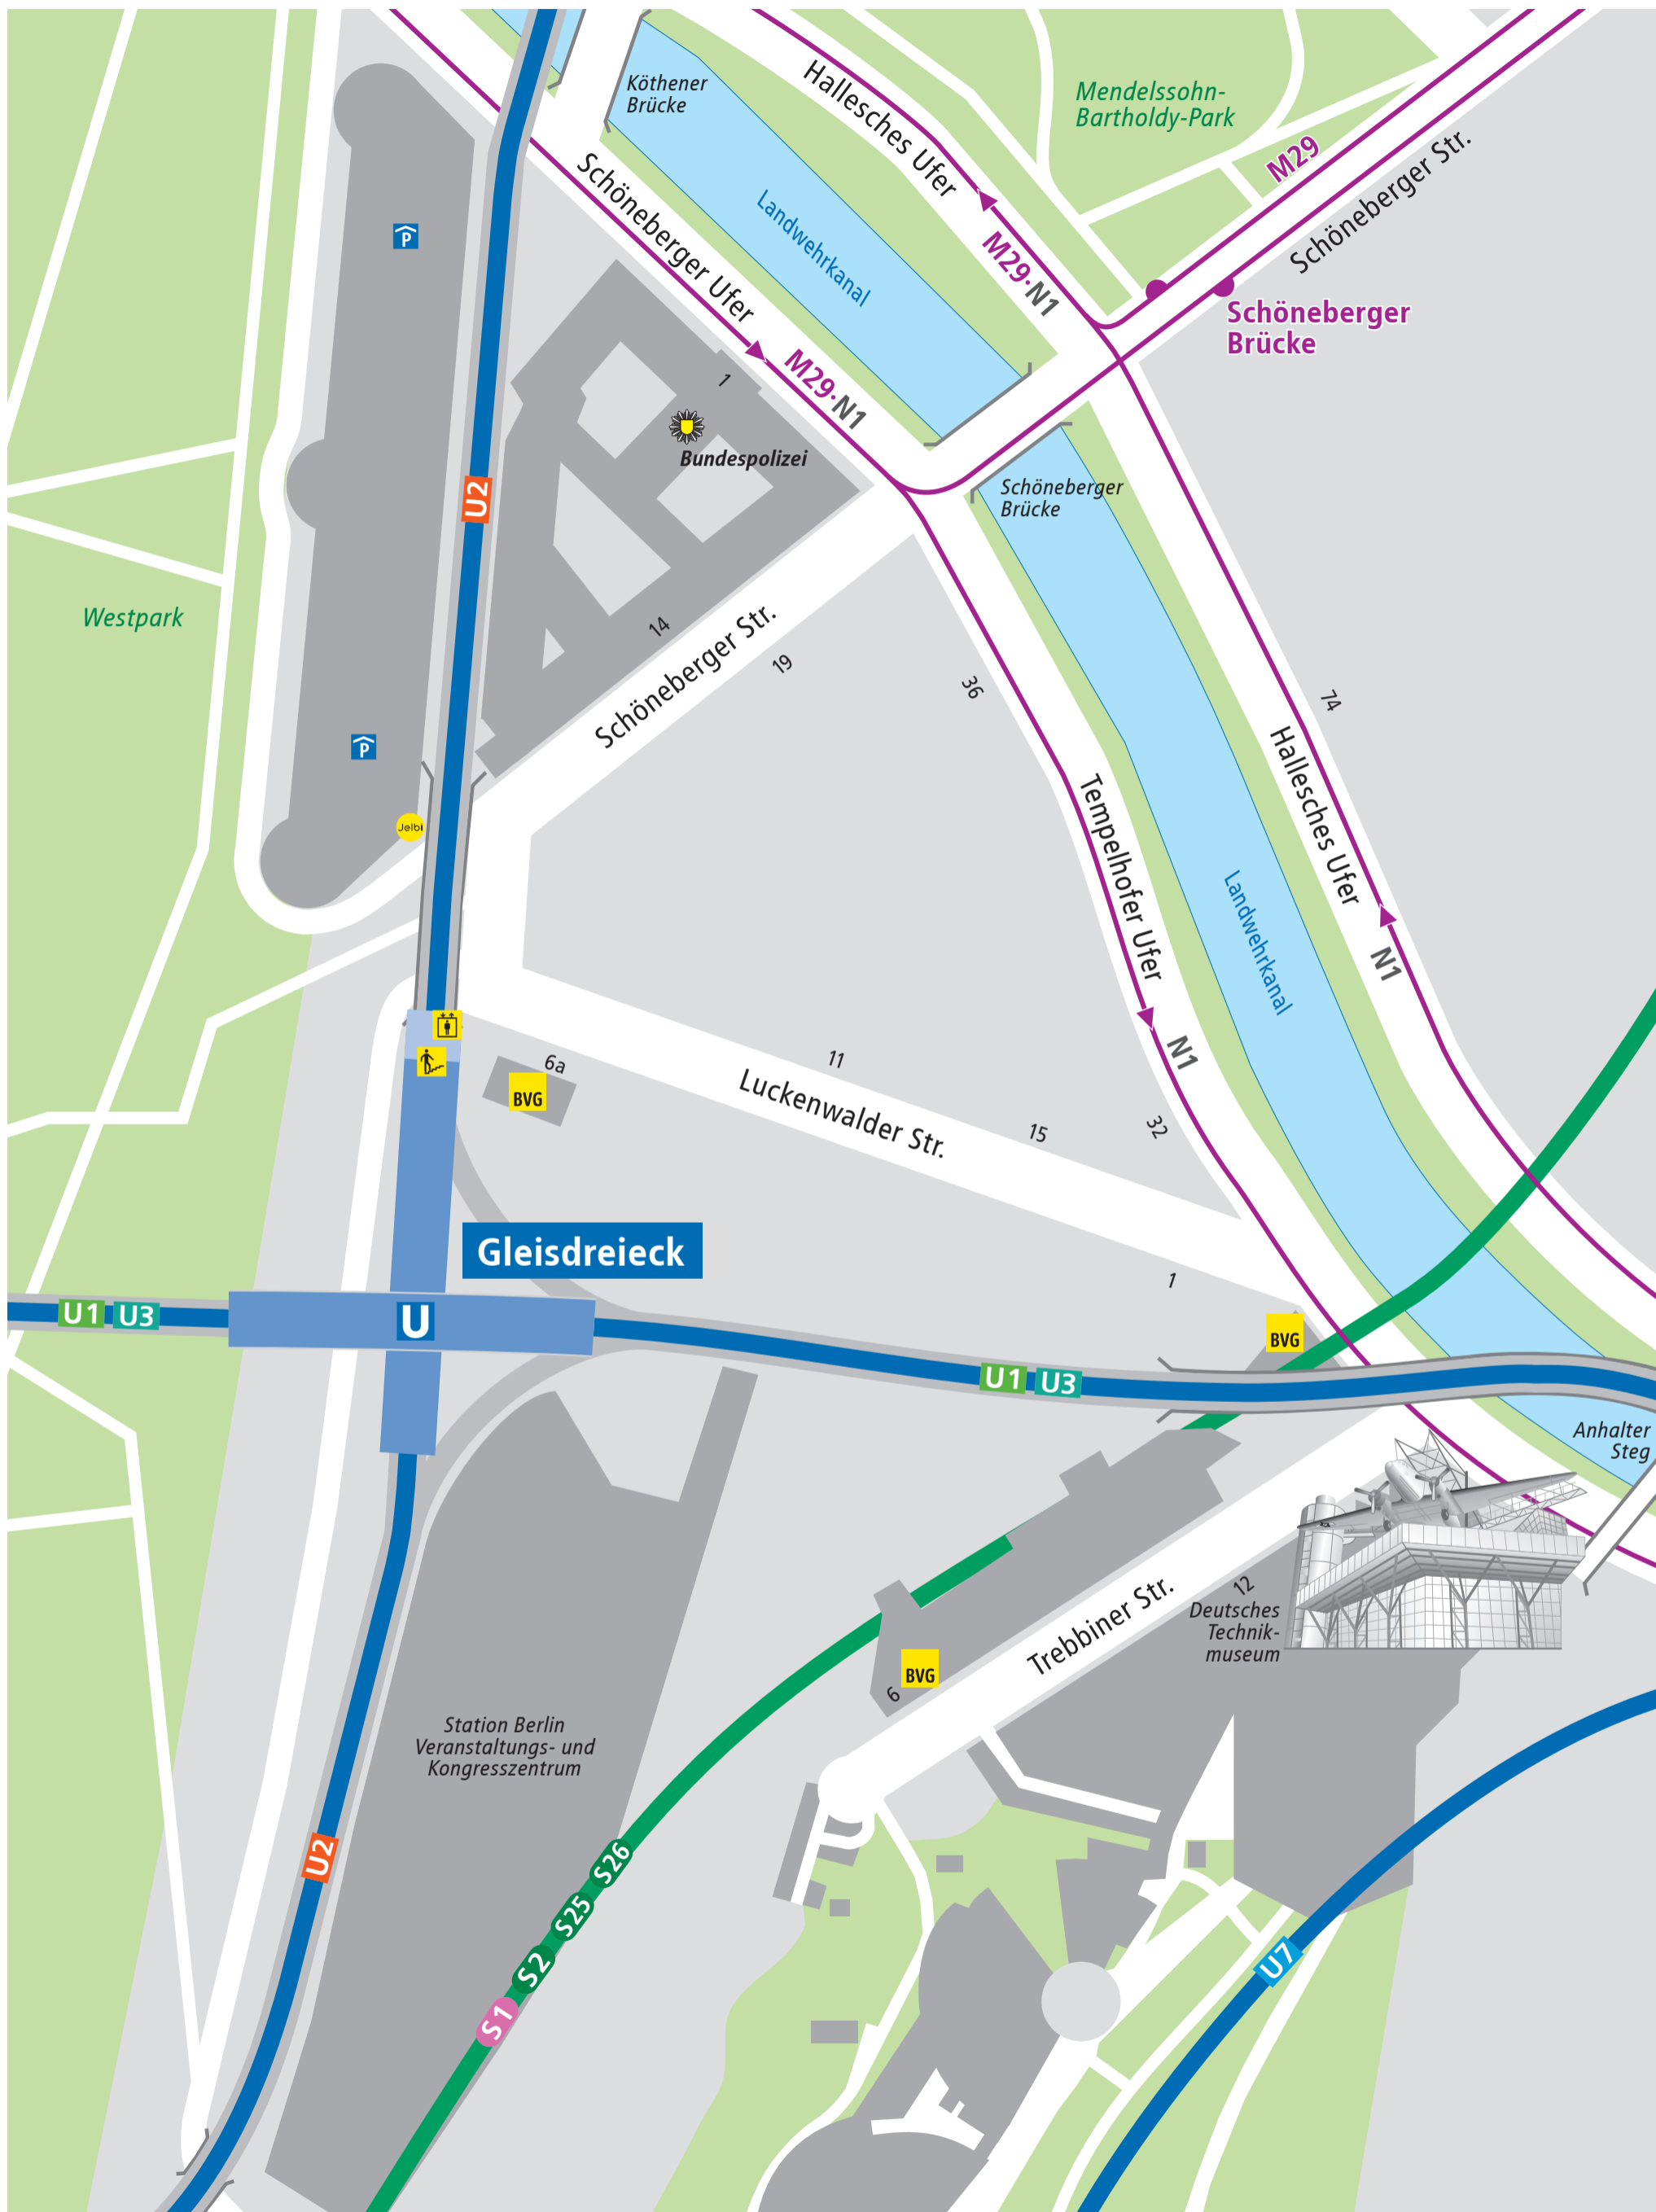 Köthener
Brücke
Hallesches Ufer
Mendelssohn-
Bartholdy-Park
M29
Schöneberger Str.
Schöneberger Ufer
Landwehrkanal
M29·N1
P
Schöneberger
Brücke
M29·N1
1
Bundespolizei
U2
Schöneberger
Brücke
Westpark
14
Schöneberger Str.
19
36
74
P
Hallesches Ufer
Tempelhofer Ufer
Jelbi
Landwehrkanal
N1
N1
6a
BVG
11
Luckenwalder Str.
15
32
Gleisdreieck
1
U1 U3
U
BVG
U1 U3
Anhalter
Steg
12
Deutsches
Technik-
museum
Trebbiner Str.
BVG
6
Station Berlin
Veranstaltungs- und
Kongresszentrum
U2
S26
S25
S2
S1
U7